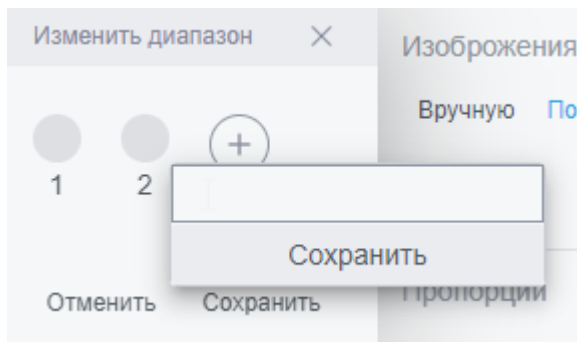 Изменить диапазон
Изоброжения
Вручную По
1 2
Сохранить
Отменить Сохранить
Пропорции